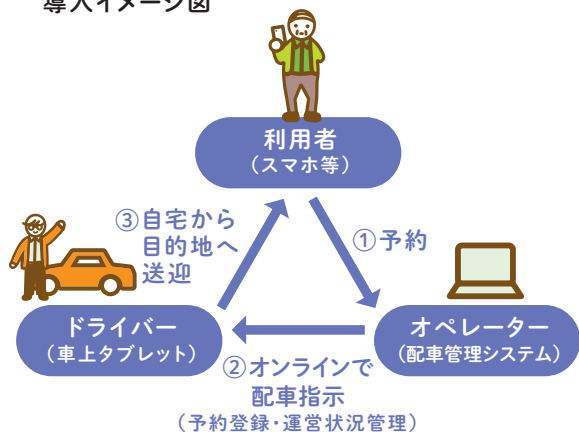 導入イメージ図
利用者
(スマホ等)
③自宅から
目的地へ
送迎
①予約
ドライバー
(車上タブレット)
オペレーター
(配車管理システム)
②オンラインで
配車指示
(予約登録・運営状況管理)